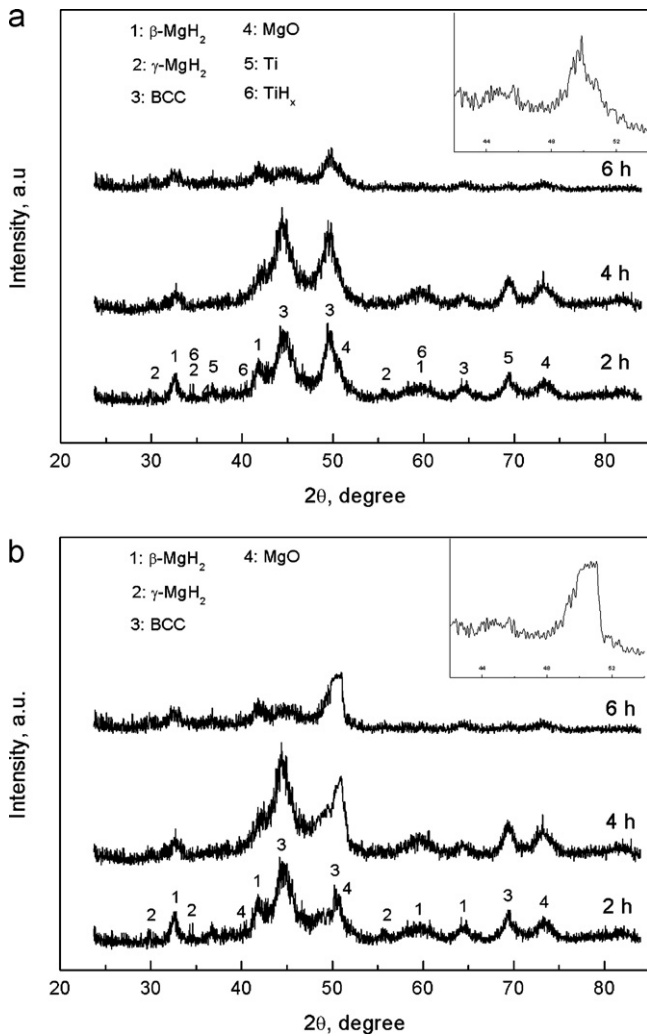 a
1: β-MgH₂ 4: MgO
2: γ-MgH₂ 5: Ti
3: BCC 6: TiHₓ
44 48 52
6 h
4 h
2 h
Intensity, a.u
2 1 6 2 4 5 6 1 3 3 4 2 6 1 3 5 4
20 30 40 50 60 70 80
2θ, degree
b
1: β-MgH₂ 4: MgO
2: γ-MgH₂
3: BCC
44 48 52
6 h
4 h
2 h
Intensity, a.u.
2 1 2 4 1 3 3 4 2 1 1 3 4
20 30 40 50 60 70 80
2θ, degree